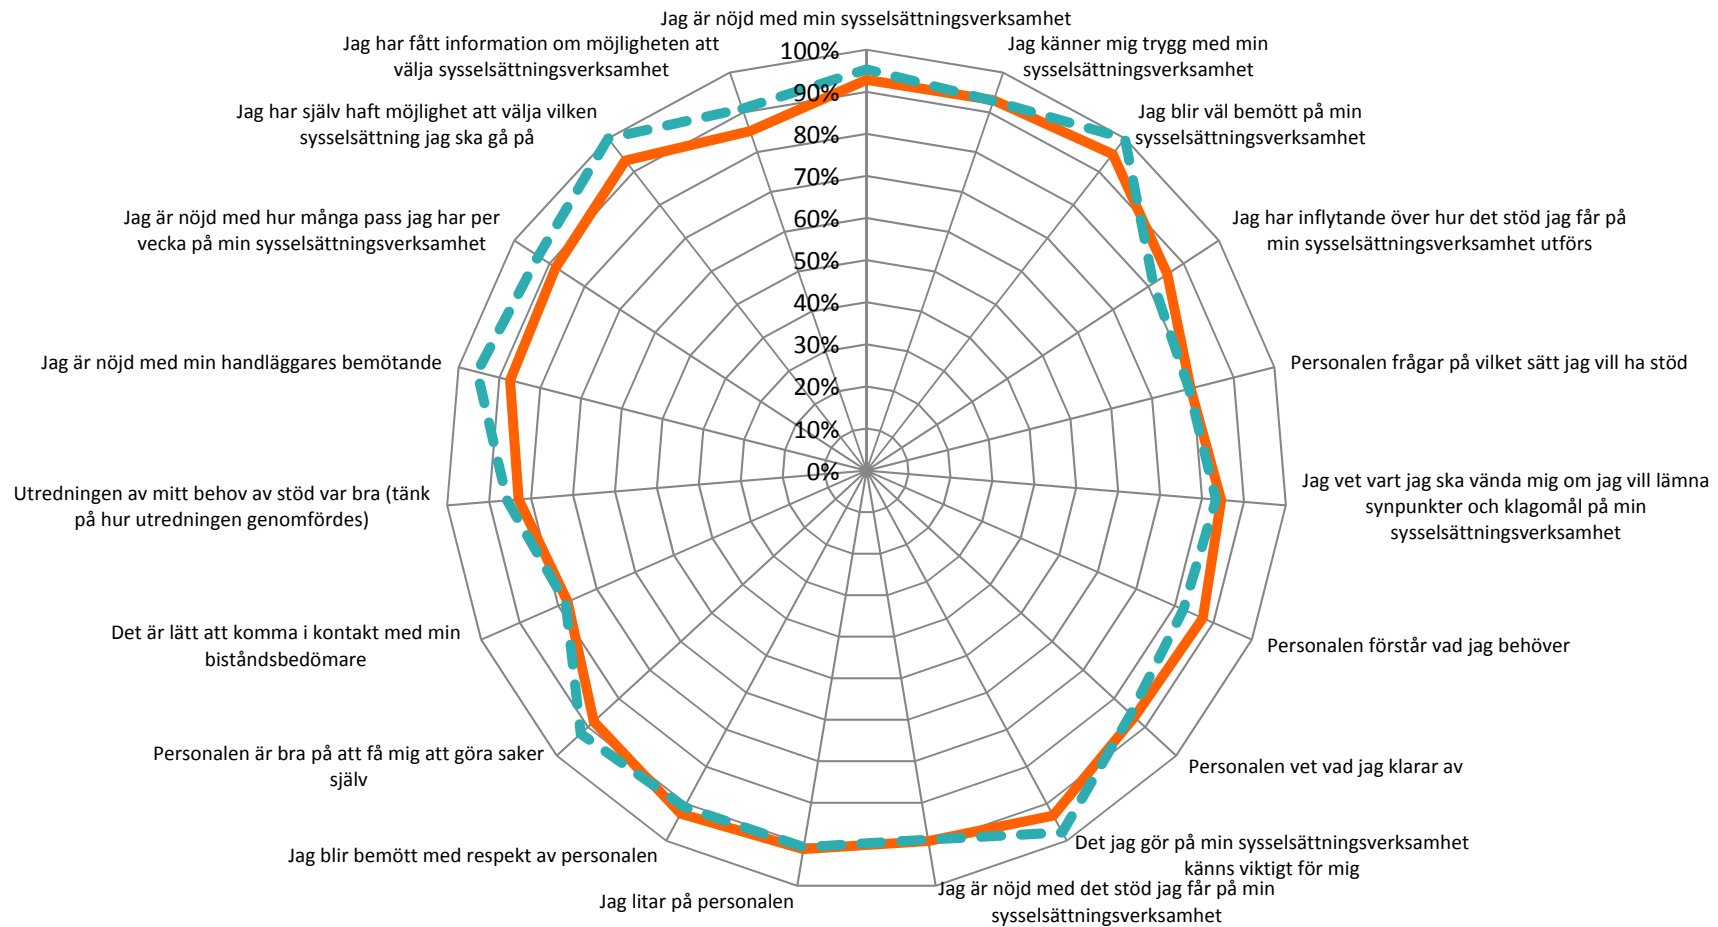 Jag är nöjd med min sysselsättningsverksamhet
Jag känner mig trygg med min
sysselsättningsverksamhet
Jag blir väl bemött på min
sysselsättningsverksamhet
Jag har inflytande över hur det stöd jag får på
min sysselsättningsverksamhet utförs
Personalen frågar på vilket sätt jag vill ha stöd
Jag vet vart jag ska vända mig om jag vill lämna
synpunkter och klagomål på min
sysselsättningsverksamhet
Personalen förstår vad jag behöver
Personalen vet vad jag klarar av
Det jag gör på min sysselsättningsverksamhet
känns viktigt för mig
Jag är nöjd med det stöd jag får på min
sysselsättningsverksamhet
Jag litar på personalen
Jag blir bemött med respekt av personalen
Personalen är bra på att få mig att göra saker
själv
Det är lätt att komma i kontakt med min
biståndsbedömare
Utredningen av mitt behov av stöd var bra (tänk
på hur utredningen genomfördes)
Jag är nöjd med min handläggares bemötande
Jag är nöjd med hur många pass jag har per
vecka på min sysselsättningsverksamhet
Jag har själv haft möjlighet att välja vilken
sysselsättning jag ska gå på
Jag har fått information om möjligheten att
välja sysselsättningsverksamhet
100%
90%
80%
70%
60%
50%
40%
30%
20%
10%
0%